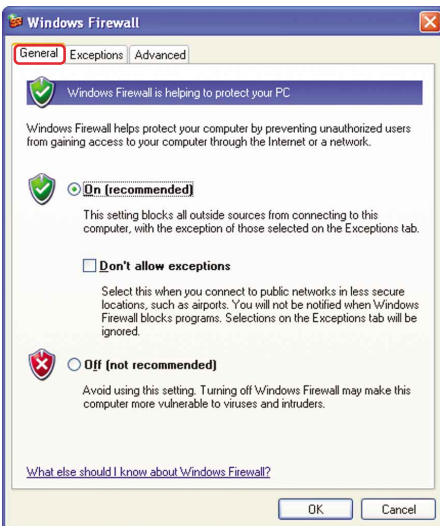 Windows Firewall
General Exceptions Advanced
Windows Firewall is helping to protect your PC
Windows Firewall helps protect your computer by preventing unauthorized users
from gaining access to your computer through the Internet or a network.
On (recommended)
This setting blocks all outside sources from connecting to this
computer, with the exception of those selected on the Exceptions tab.
Don't allow exceptions
Select this when you connect to public networks in less secure
locations, such as airports. You will not be notified when Windows
Firewall blocks programs. Selections on the Exceptions tab will be
ignored.
Off (not recommended)
Avoid using this setting. Turning off Windows Firewall may make this
computer more vulnerable to viruses and intruders.
What else should I know about Windows Firewall?
OK Cancel